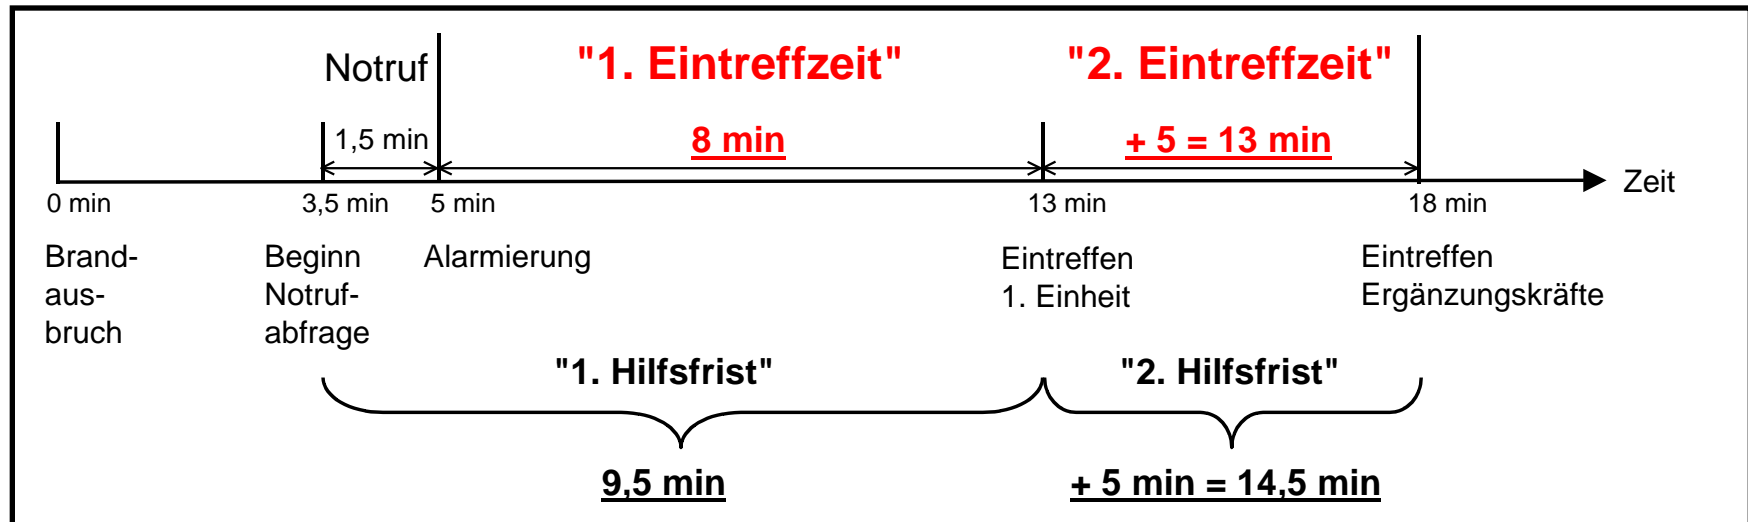 Notruf "1. Eintreffzeit" "2. Eintreffzeit"
1,5 min 8 min + 5 = 13 min
Zeit
0 min 3,5 min 5 min 13 min 18 min
Brand-
aus-
bruch
Beginn
Notruf-
abfrage
Alarmierung
Eintreffen
1. Einheit
Eintreffen
Ergänzungskräfte
"1. Hilfsfrist" "2. Hilfsfrist"
9,5 min + 5 min = 14,5 min